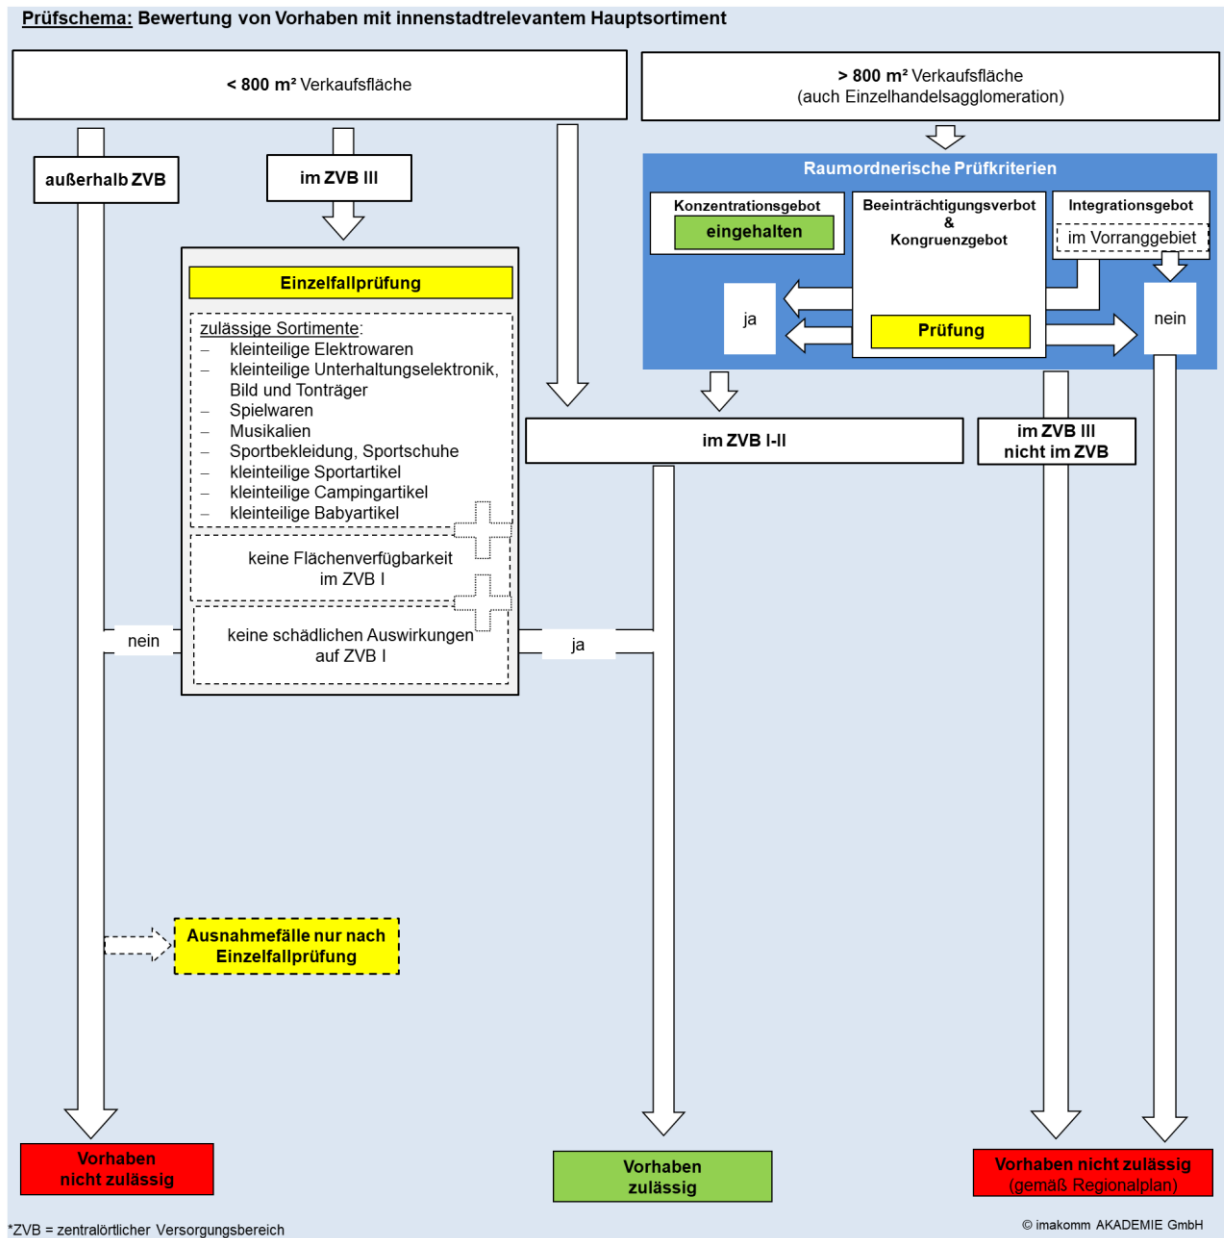 Prüfschema: Bewertung von Vorhaben mit innenstadtrelevantem Hauptsortiment
< 800 m² Verkaufsfläche
> 800 m² Verkaufsfläche
(auch Einzelhandelsagglomeration)
außerhalb ZVB
im ZVB III
Raumordnerische Prüfkriterien
Konzentrationsgebot
eingehalten
Beeinträchtigungsverbot
&
Kongruenzgebot
Integrationsgebot
im Vorranggebiet
Prüfung
ja
nein
Einzelfallprüfung
zulässige Sortimente:
– kleinteilige Elektrowaren
– kleinteilige Unterhaltungselektronik,
Bild und Tonträger
– Spielwaren
– Musikalien
– Sportbekleidung, Sportschuhe
– kleinteilige Sportartikel
– kleinteilige Campingartikel
– kleinteilige Babyartikel
keine Flächenverfügbarkeit
im ZVB I
keine schädlichen Auswirkungen
auf ZVB I
nein
ja
im ZVB I-II
im ZVB III
nicht im ZVB
Ausnahmefälle nur nach
Einzelfallprüfung
Vorhaben
nicht zulässig
Vorhaben
zulässig
Vorhaben nicht zulässig
(gemäß Regionalplan)
*ZVB = zentralörtlicher Versorgungsbereich
© imakomm AKADEMIE GmbH